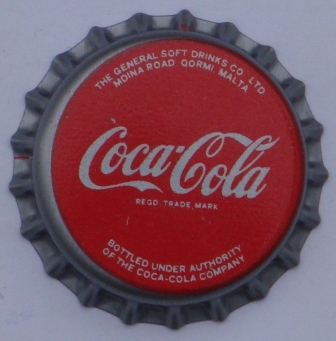 THE GENERAL SOFT DRINKS CO. LTD
MOINA ROAD QORMI MALTA
Coca-Cola
REGD. TRADE MARK
BOTTLED UNDER AUTHORITY
OF THE COCA-COLA COMPANY